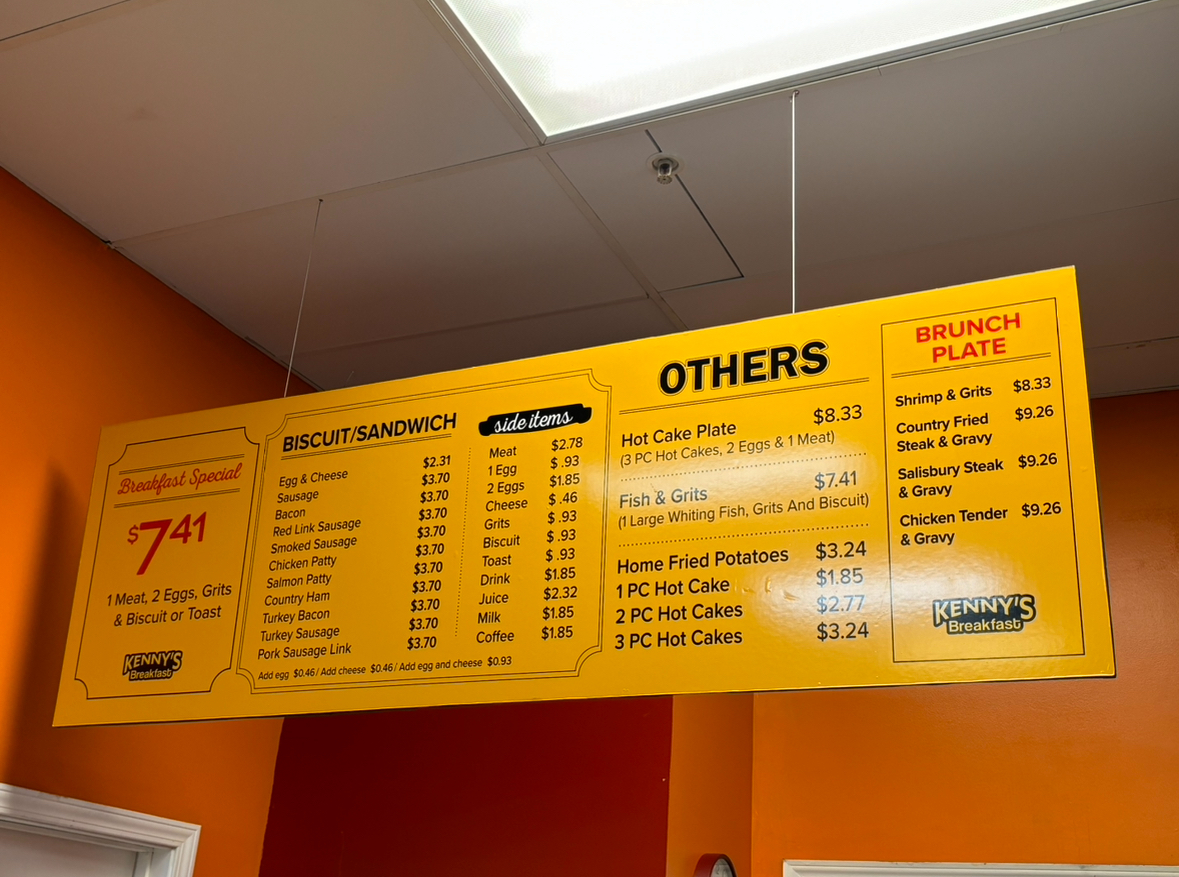 Breakfast Special
$7.41
1 Meat, 2 Eggs, Grits
& Biscuit or Toast
KENNY'S
Breakfast
BISCUIT/SANDWICH
Egg & Cheese $2.31
Sausage $3.70
Bacon $3.70
Red Link Sausage $3.70
Smoked Sausage $3.70
Chicken Patty $3.70
Salmon Patty $3.70
Country Ham $3.70
Turkey Bacon $3.70
Turkey Sausage $3.70
Pork Sausage Link $3.70
side items
Meat $2.78
1 Egg $ .93
2 Eggs $1.85
Cheese $ .46
Grits $ .93
Biscuit $ .93
Toast $ .93
Drink $1.85
Juice $2.32
Milk $1.85
Coffee $1.85
Add egg $0.46/ Add cheese $0.46/ Add egg and cheese $0.93
OTHERS
Hot Cake Plate $8.33
(3 PC Hot Cakes, 2 Eggs & 1 Meat)
Fish & Grits $7.41
(1 Large Whiting Fish, Grits And Biscuit)
Home Fried Potatoes $3.24
1 PC Hot Cake $1.85
2 PC Hot Cakes $2.77
3 PC Hot Cakes $3.24
BRUNCH
PLATE
Shrimp & Grits $8.33
Country Fried $9.26
Steak & Gravy
Salisbury Steak $9.26
& Gravy
Chicken Tender $9.26
& Gravy
KENNY'S
Breakfast